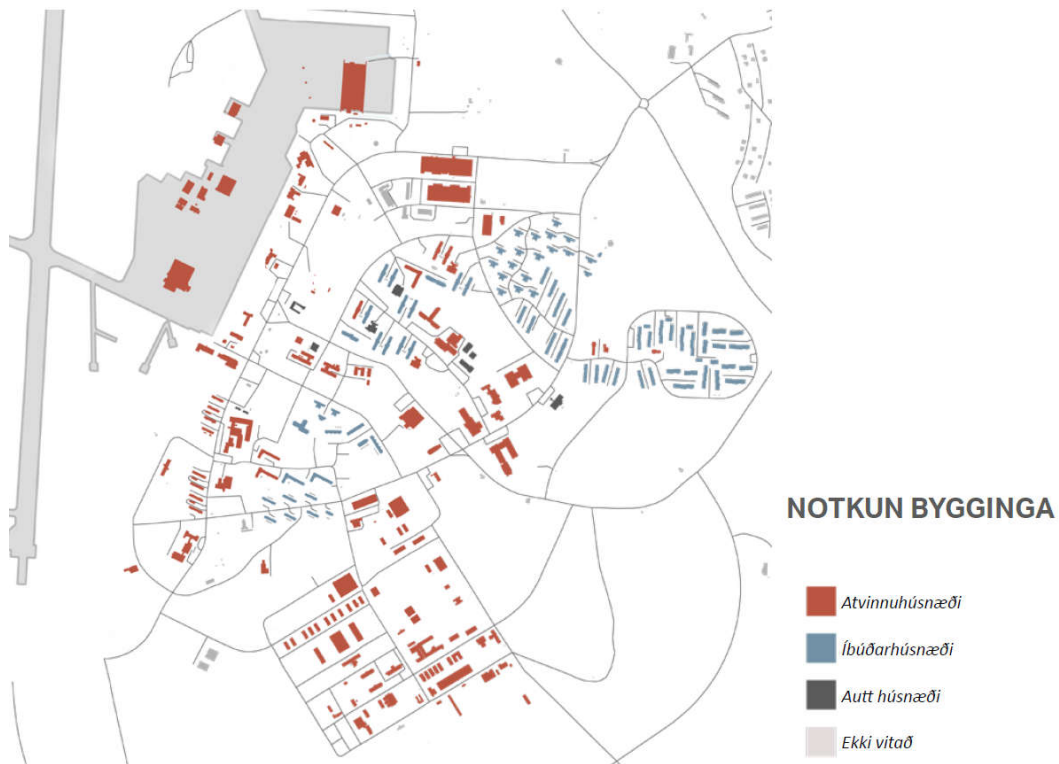 NOTKUN BYGGINGA
Atvinnuhúsnæði
Íbúðarhúsnæði
Autt húsnæði
Ekki vitað